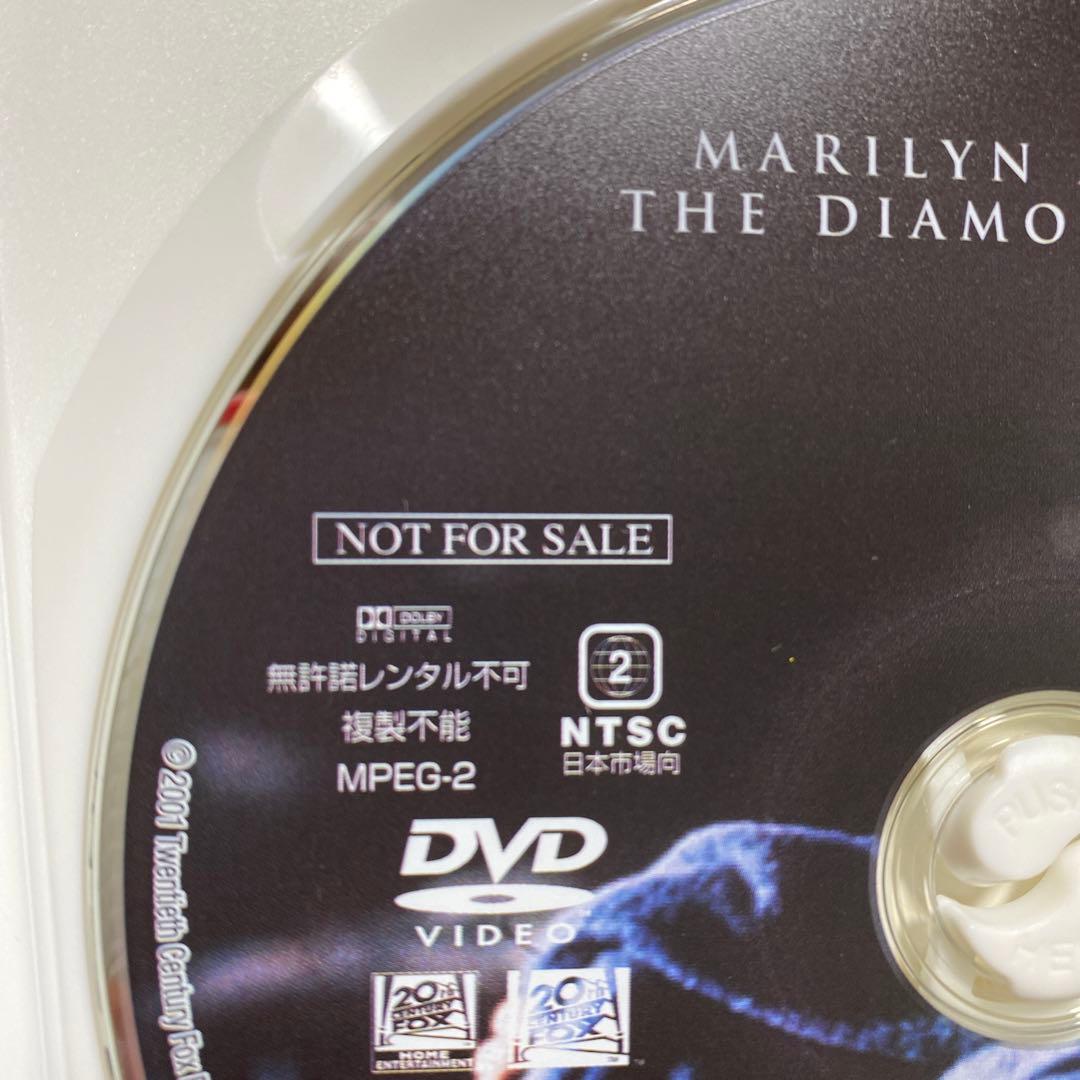 MARILYN
THE DIAMO
NOT FOR SALE
DOLBY
DIGITAL
無許諾レンタル不可
複製不能
MPEG-2
2
NTSC
日本市場向
DVD
VIDEO
20TH
CENTURY
FOX
HOME
ENTERTAINMENT
20TH
CENTURY
FOX
©2001 Twentieth Century Fox
PUS